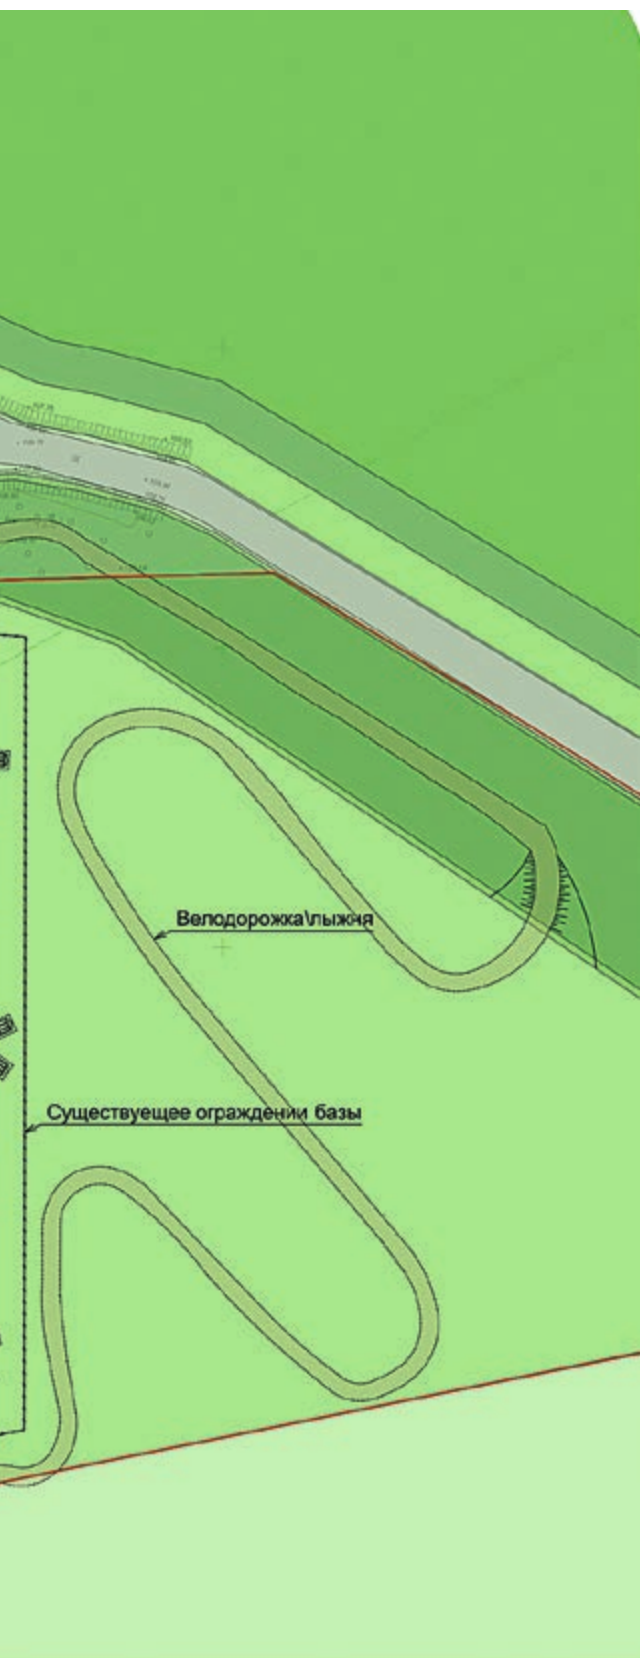 Велодорожка\лыжня
Существуещее ограждении базы